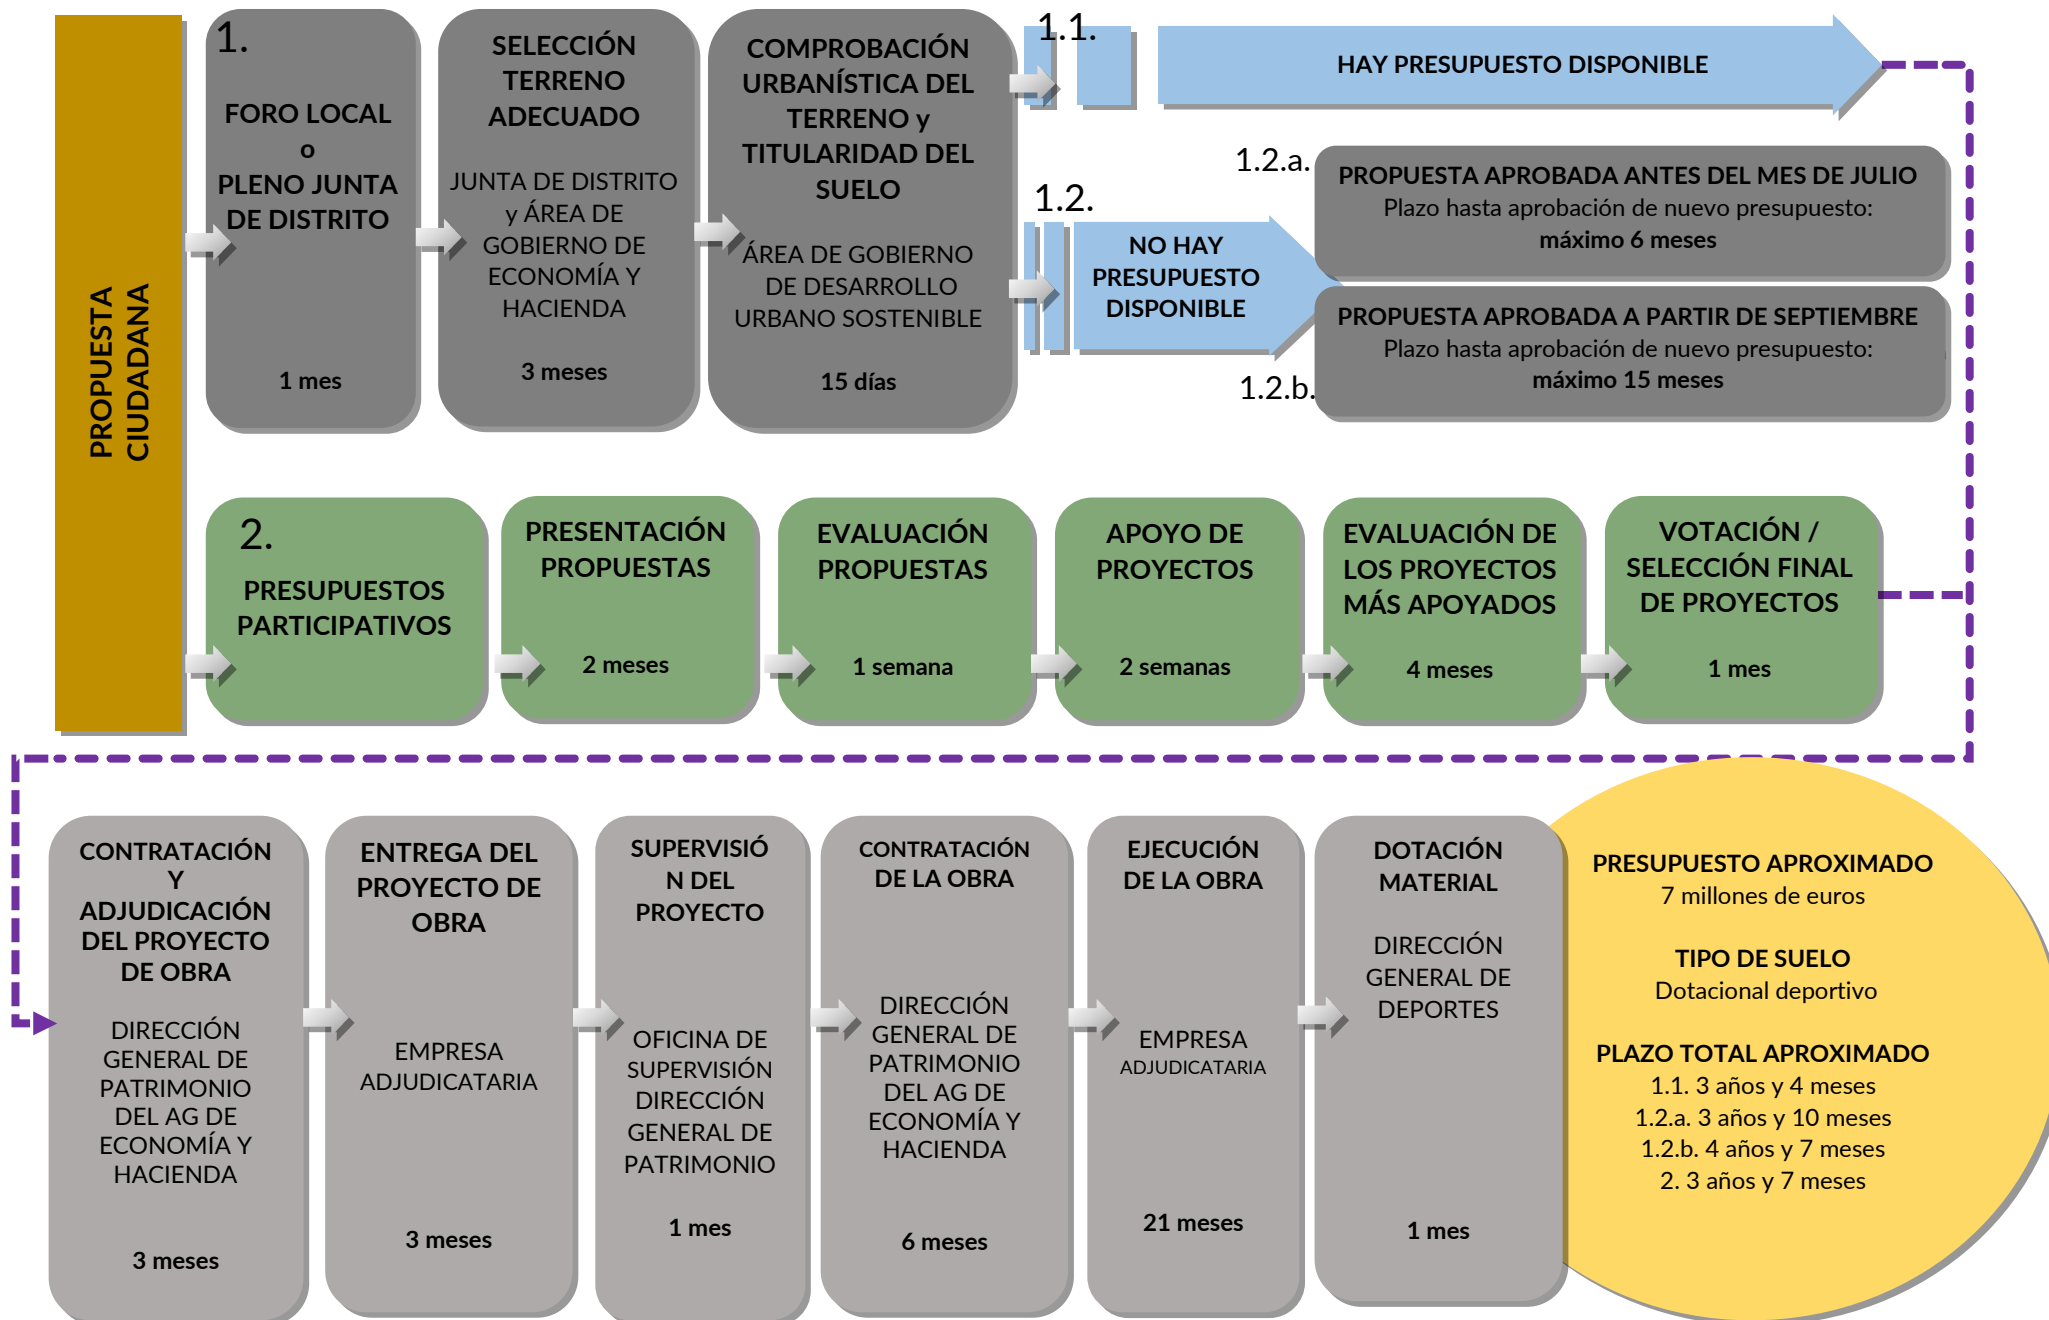 PROPUESTA
CIUDADANA
1.
FORO LOCAL
o
PLENO JUNTA
DE DISTRITO
1 mes
SELECCIÓN
TERRENO
ADECUADO
JUNTA DE DISTRITO
y ÁREA DE
GOBIERNO DE
ECONOMÍA Y
HACIENDA
3 meses
COMPROBACIÓN
URBANÍSTICA DEL
TERRENO y
TITULARIDAD DEL
SUELO
ÁREA DE GOBIERNO
DE DESARROLLO
URBANO SOSTENIBLE
15 días
1.1.
HAY PRESUPUESTO DISPONIBLE
1.2.
NO HAY
PRESUPUESTO
DISPONIBLE
1.2.a.
PROPUESTA APROBADA ANTES DEL MES DE JULIO
Plazo hasta aprobación de nuevo presupuesto:
máximo 6 meses
1.2.b.
PROPUESTA APROBADA A PARTIR DE SEPTIEMBRE
Plazo hasta aprobación de nuevo presupuesto:
máximo 15 meses
2.
PRESUPUESTOS
PARTICIPATIVOS
PRESENTACIÓN
PROPUESTAS
2 meses
EVALUACIÓN
PROPUESTAS
1 semana
APOYO DE
PROYECTOS
2 semanas
EVALUACIÓN DE
LOS PROYECTOS
MÁS APOYADOS
4 meses
VOTACIÓN /
SELECCIÓN FINAL
DE PROYECTOS
1 mes
CONTRATACIÓN
Y
ADJUDICACIÓN
DEL PROYECTO
DE OBRA
DIRECCIÓN
GENERAL DE
PATRIMONIO
DEL AG DE
ECONOMÍA Y
HACIENDA
3 meses
ENTREGA DEL
PROYECTO DE
OBRA
EMPRESA
ADJUDICATARIA
3 meses
SUPERVISIÓ
N DEL
PROYECTO
OFICINA DE
SUPERVISIÓN
DIRECCIÓN
GENERAL DE
PATRIMONIO
1 mes
CONTRATACIÓN
DE LA OBRA
DIRECCIÓN
GENERAL DE
PATRIMONIO
DEL AG DE
ECONOMÍA Y
HACIENDA
6 meses
EJECUCIÓN
DE LA OBRA
EMPRESA
ADJUDICATARIA
21 meses
DOTACIÓN
MATERIAL
DIRECCIÓN
GENERAL DE
DEPORTES
1 mes
PRESUPUESTO APROXIMADO
7 millones de euros
TIPO DE SUELO
Dotacional deportivo
PLAZO TOTAL APROXIMADO
1.1. 3 años y 4 meses
1.2.a. 3 años y 10 meses
1.2.b. 4 años y 7 meses
2. 3 años y 7 meses